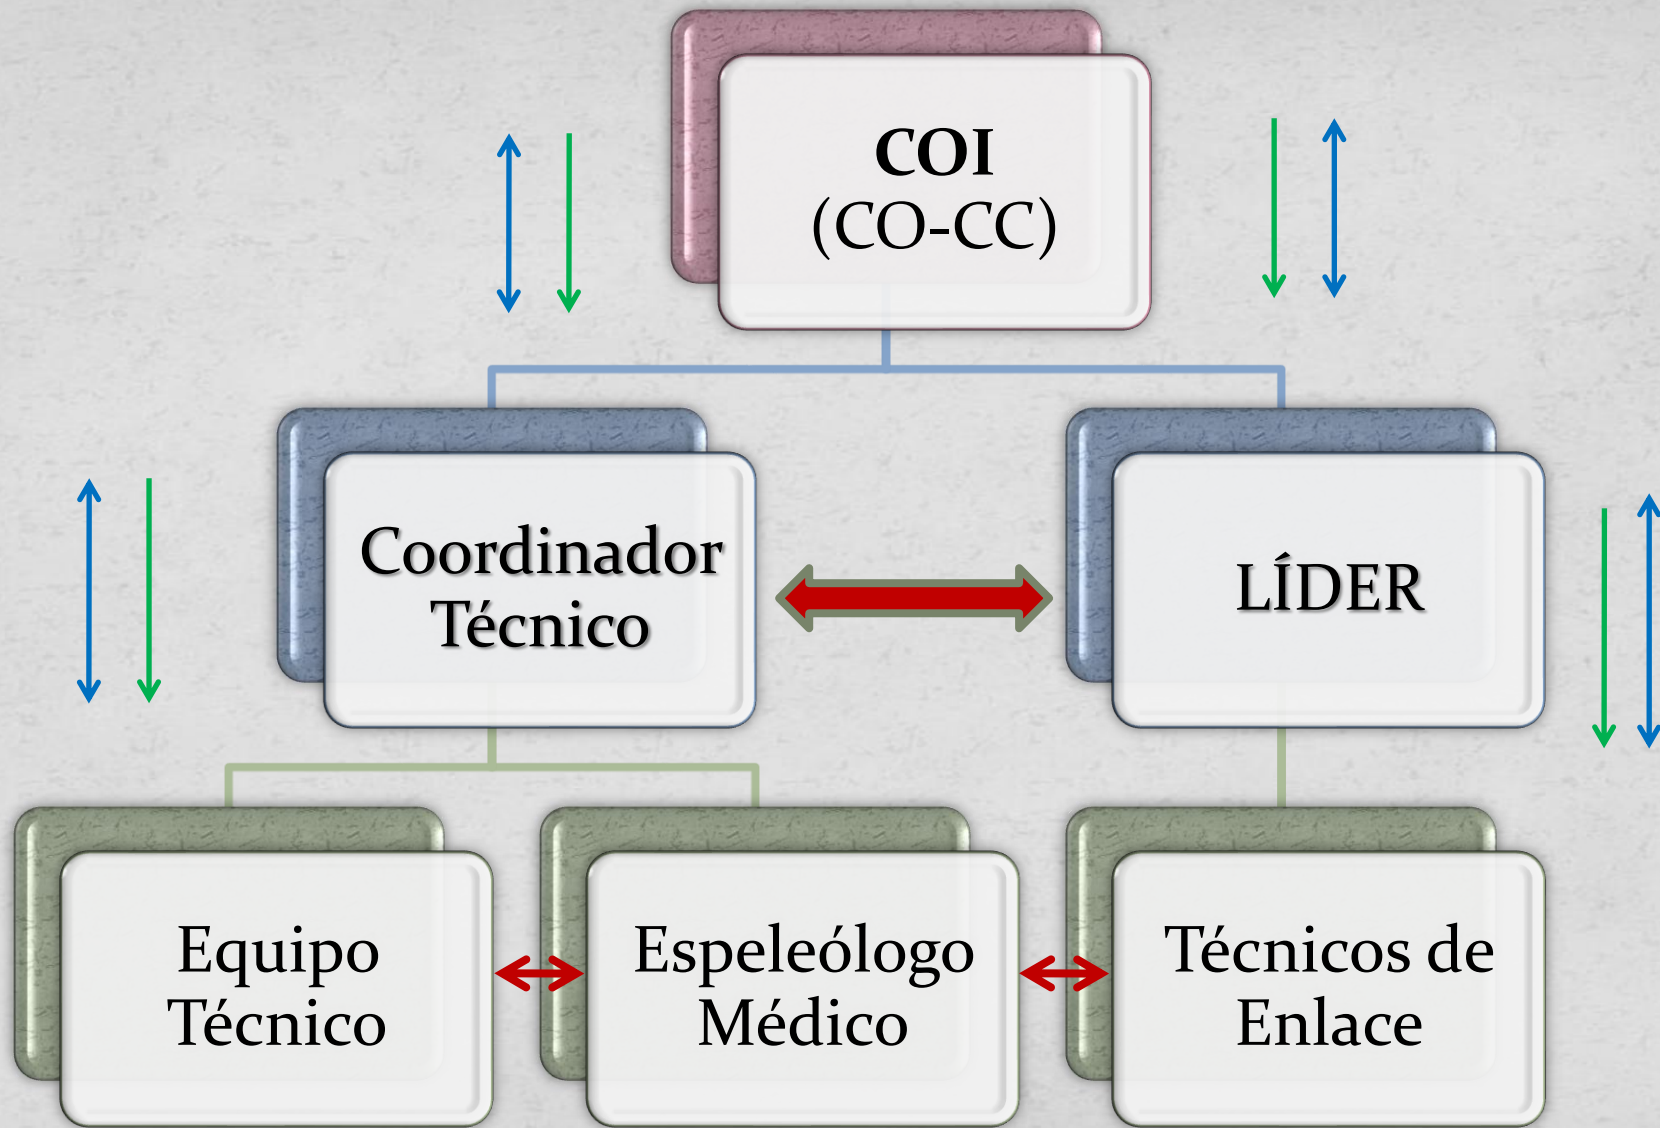 COI
(CO-CC)
Coordinador
Técnico
LÍDER
Equipo
Técnico
Espeleólogo
Médico
Técnicos de
Enlace